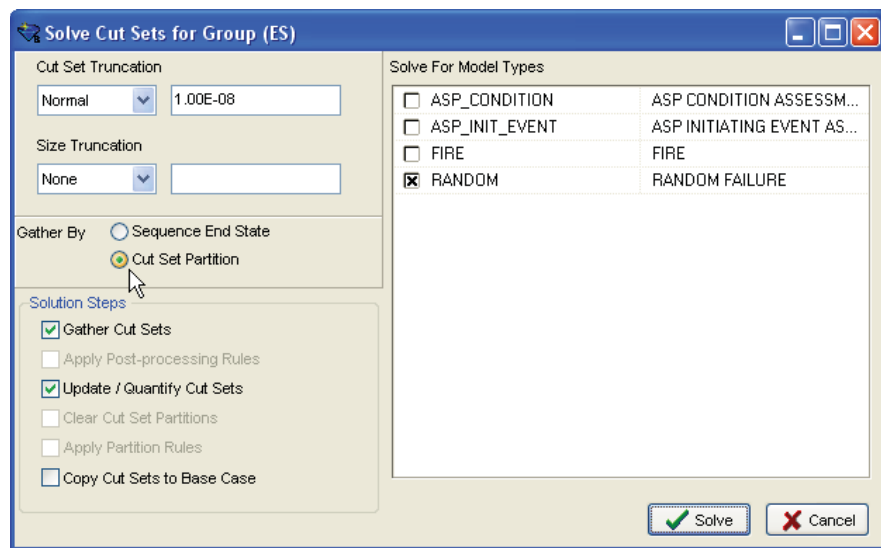 Solve Cut Sets for Group (ES)
Cut Set Truncation
Normal 1.00E-08
Size Truncation
None
Gather By Sequence End State
Cut Set Partition
Solution Steps
Gather Cut Sets
Apply Post-processing Rules
Update / Quantify Cut Sets
Clear Cut Set Partitions
Apply Partition Rules
Copy Cut Sets to Base Case
Solve For Model Types
ASP_CONDITION ASP CONDITION ASSESSM...
ASP_INIT_EVENT ASP INITIATING EVENT AS...
FIRE FIRE
RANDOM RANDOM FAILURE
Solve Cancel